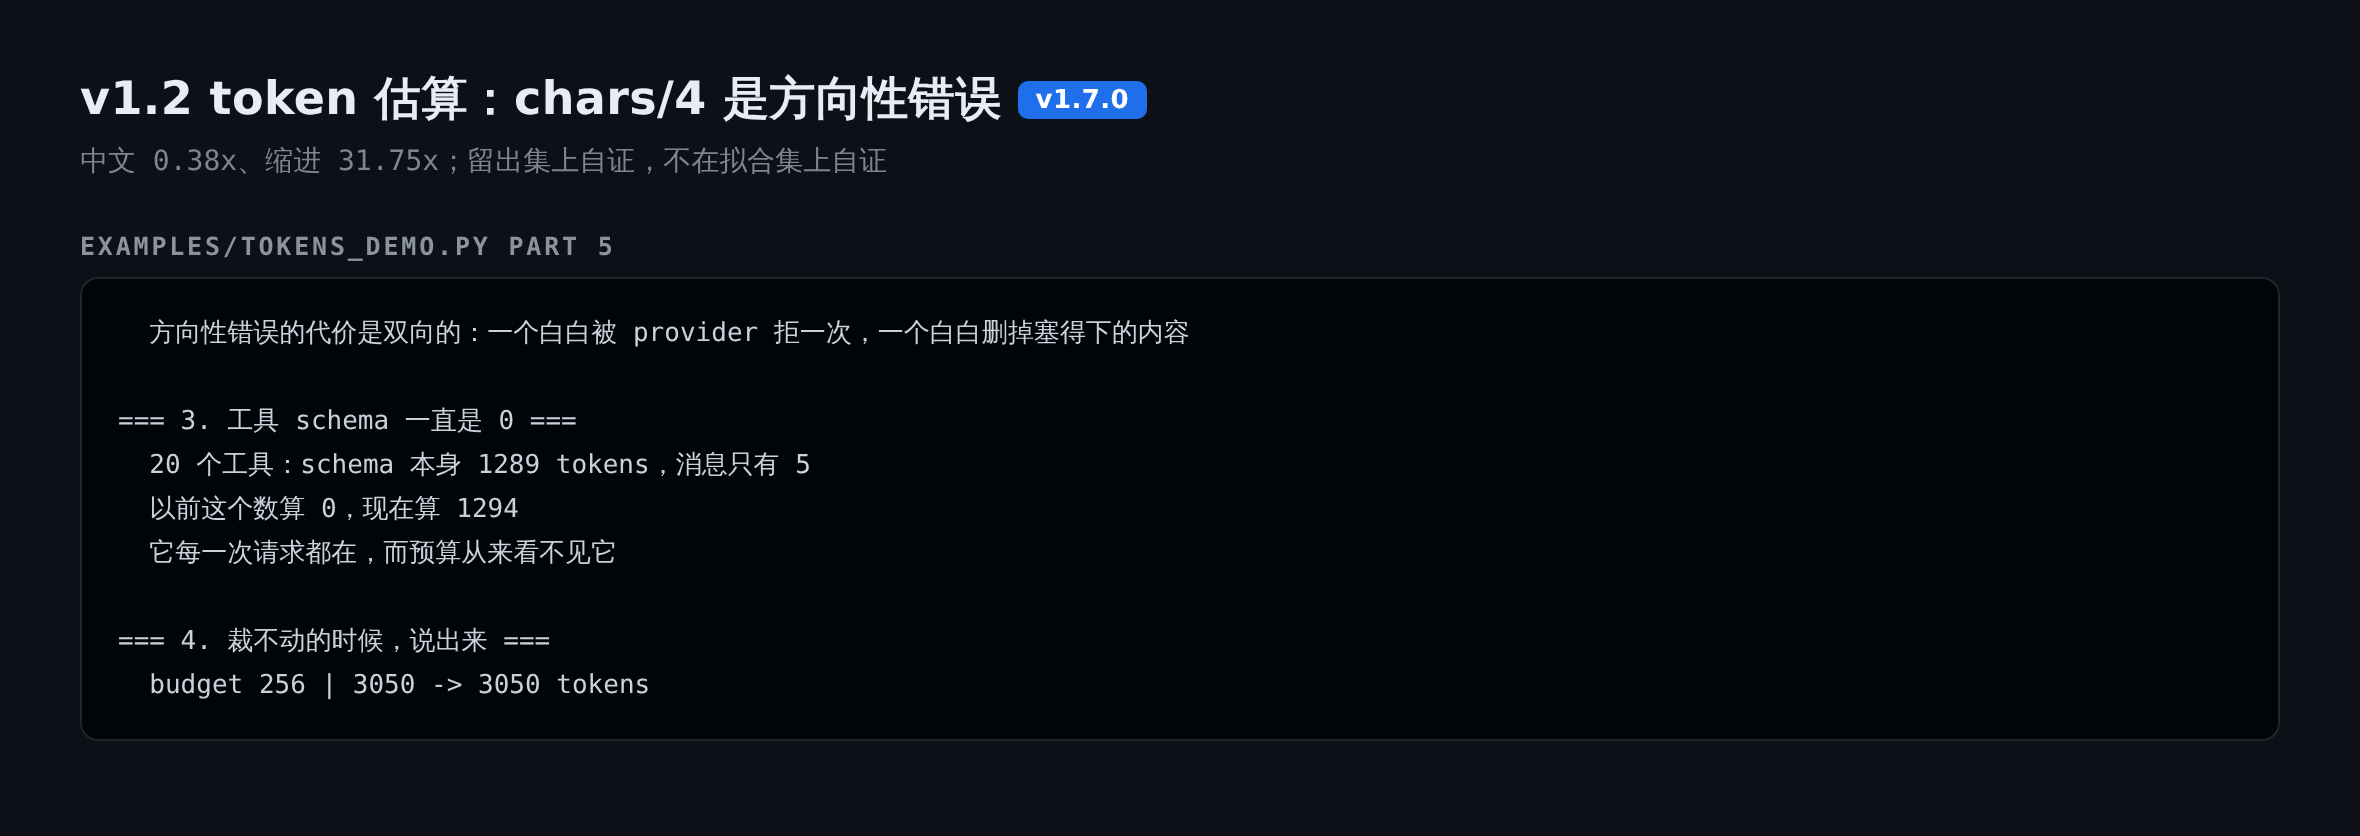 v1.2 token 估算：chars/4 是方向性错误 v1.7.0
中文 0.38x、缩进 31.75x；留出集上自证，不在拟合集上自证
EXAMPLES/TOKENS_DEMO.PY PART 5
方向性错误的代价是双向的：一个白白被 provider 拒一次，一个白白删掉塞得下的内容
=== 3. 工具 schema 一直是 0 ===
20 个工具：schema 本身 1289 tokens，消息只有 5
以前这个数算 0，现在算 1294
它每一次请求都在，而预算从来看不见它
=== 4. 裁不动的时候，说出来 ===
budget 256 | 3050 -> 3050 tokens